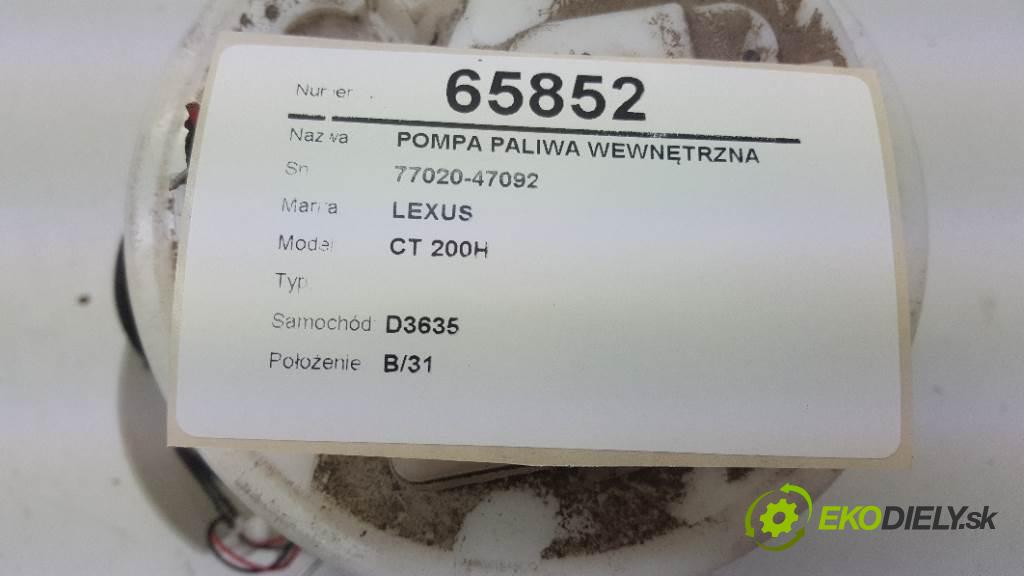 Numer 65852
Nazwa POMPA PALIWA WEWNĘTRZNA
Sn 77020-47092
Marka LEXUS
Model CT 200H
Typ
Samochód: D3635
Położenie B/31
EKODIELY.sk